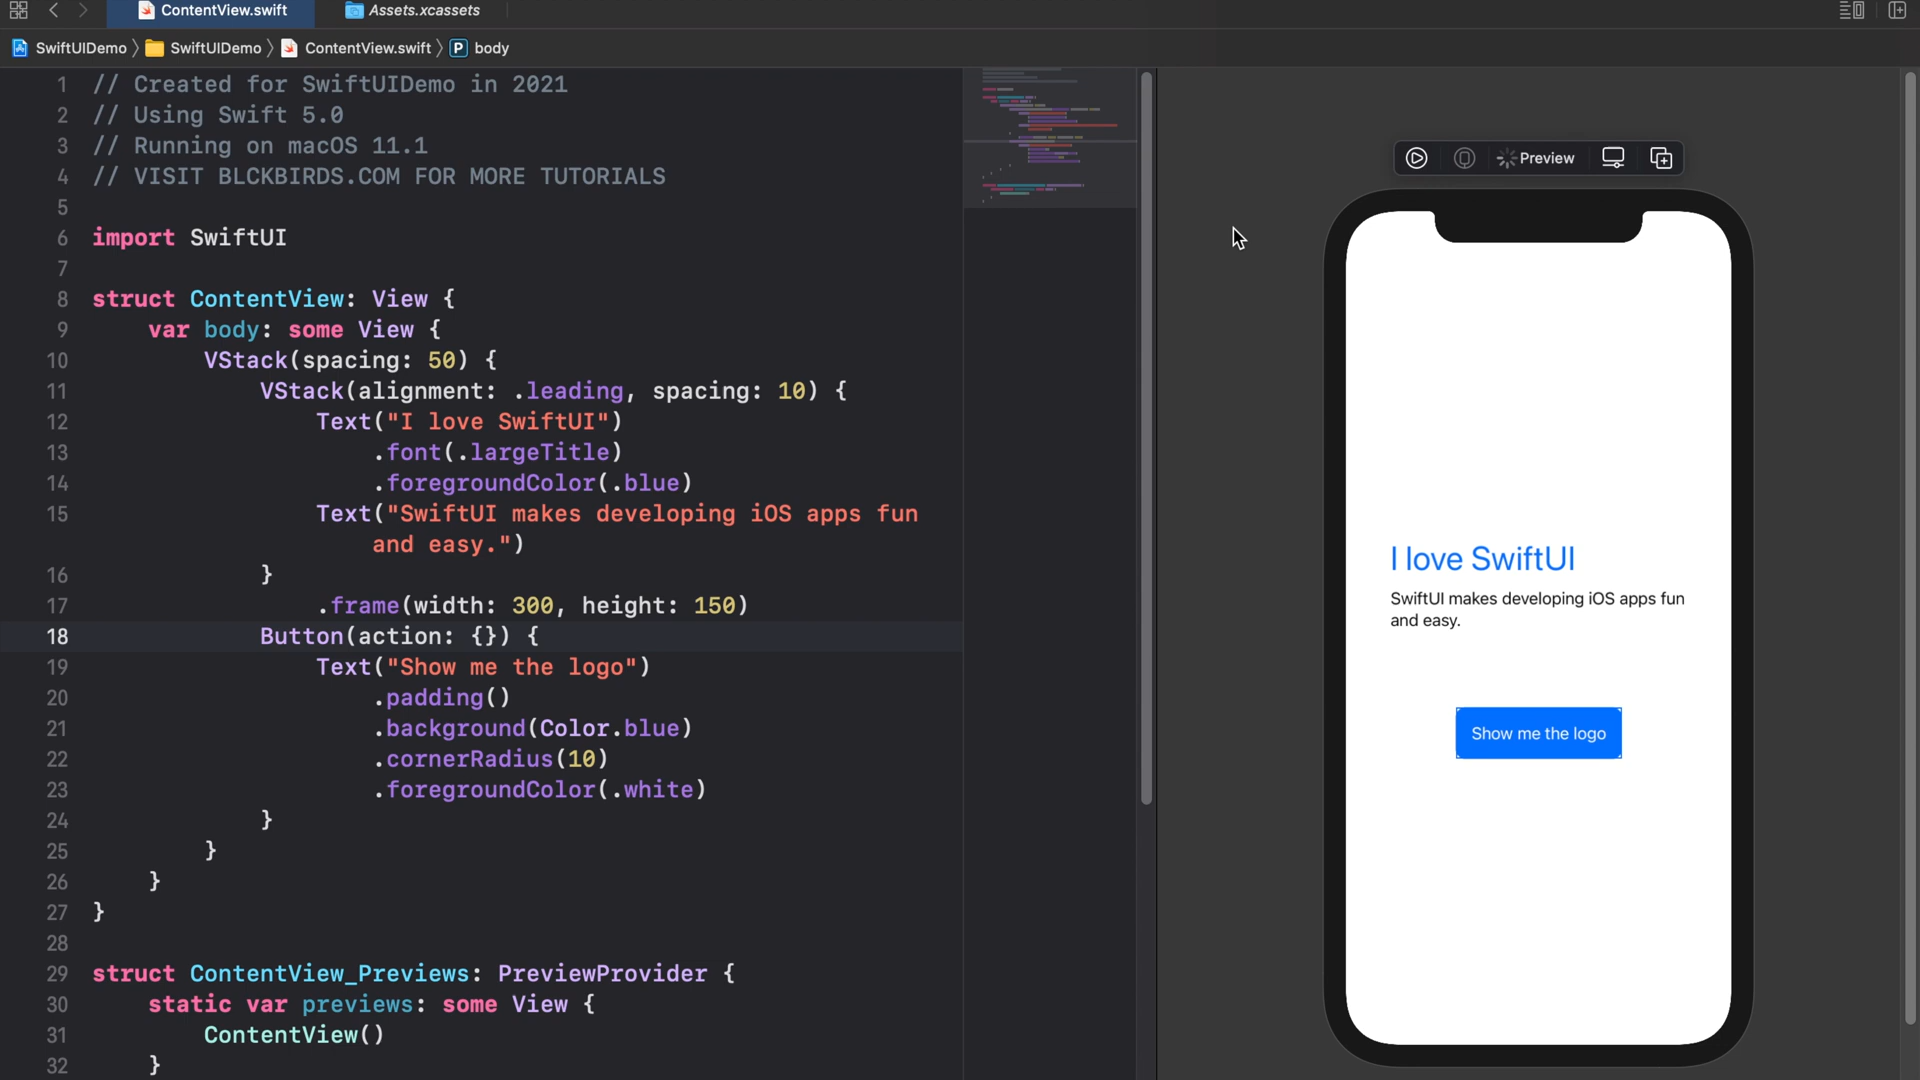 ContentView.swift Assets.xcassets
SwiftUIDemo SwiftUIDemo ContentView.swift P body
1 // Created for SwiftUIDemo in 2021
2 // Using Swift 5.0
3 // Running on macOS 11.1
4 // VISIT BLCKBIRDS.COM FOR MORE TUTORIALS
5
6 import SwiftUI
7
8 struct ContentView: View {
9 var body: some View {
10 VStack(spacing: 50) {
11 VStack(alignment: .leading, spacing: 10) {
12 Text("I love SwiftUI")
13 .font(.largeTitle)
14 .foregroundColor(.blue)
15 Text("SwiftUI makes developing iOS apps fun
and easy.")
16 }
17 .frame(width: 300, height: 150)
18 Button(action: {}) {
19 Text("Show me the logo")
20 .padding()
21 .background(Color.blue)
22 .cornerRadius(10)
23 .foregroundColor(.white)
24 }
25 }
26 }
27 }
28
29 struct ContentView_Previews: PreviewProvider {
30 static var previews: some View {
31 ContentView()
32 }
Preview
I love SwiftUI
SwiftUI makes developing iOS apps fun
and easy.
Show me the logo